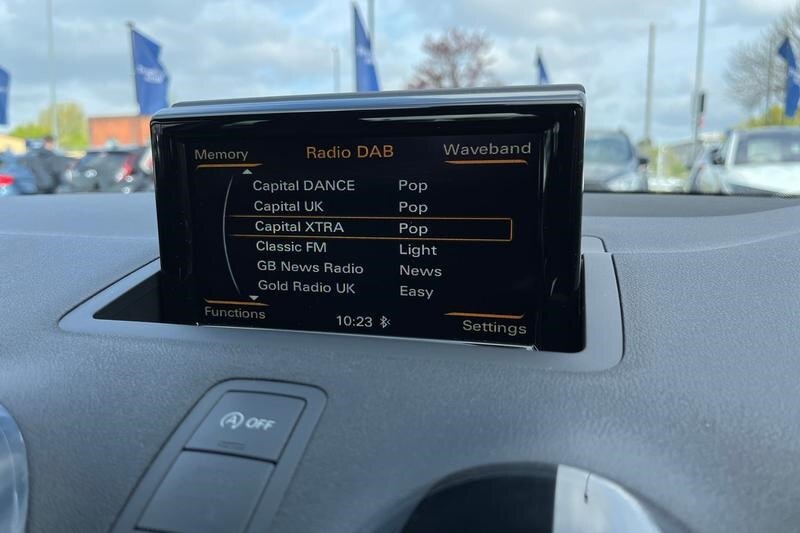 Memory Radio DAB Waveband
Capital DANCE Pop
Capital UK Pop
Capital XTRA Pop
Classic FM Light
GB News Radio News
Gold Radio UK Easy
Functions 10:23 Settings
A OFF